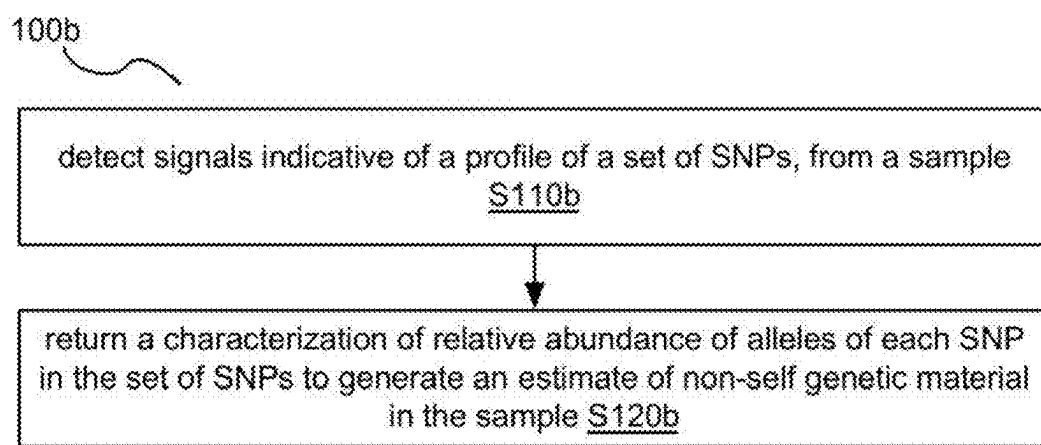 100b
detect signals indicative of a profile of a set of SNPs, from a sample
S110b
return a characterization of relative abundance of alleles of each SNP
in the set of SNPs to generate an estimate of non-self genetic material
in the sample S120b